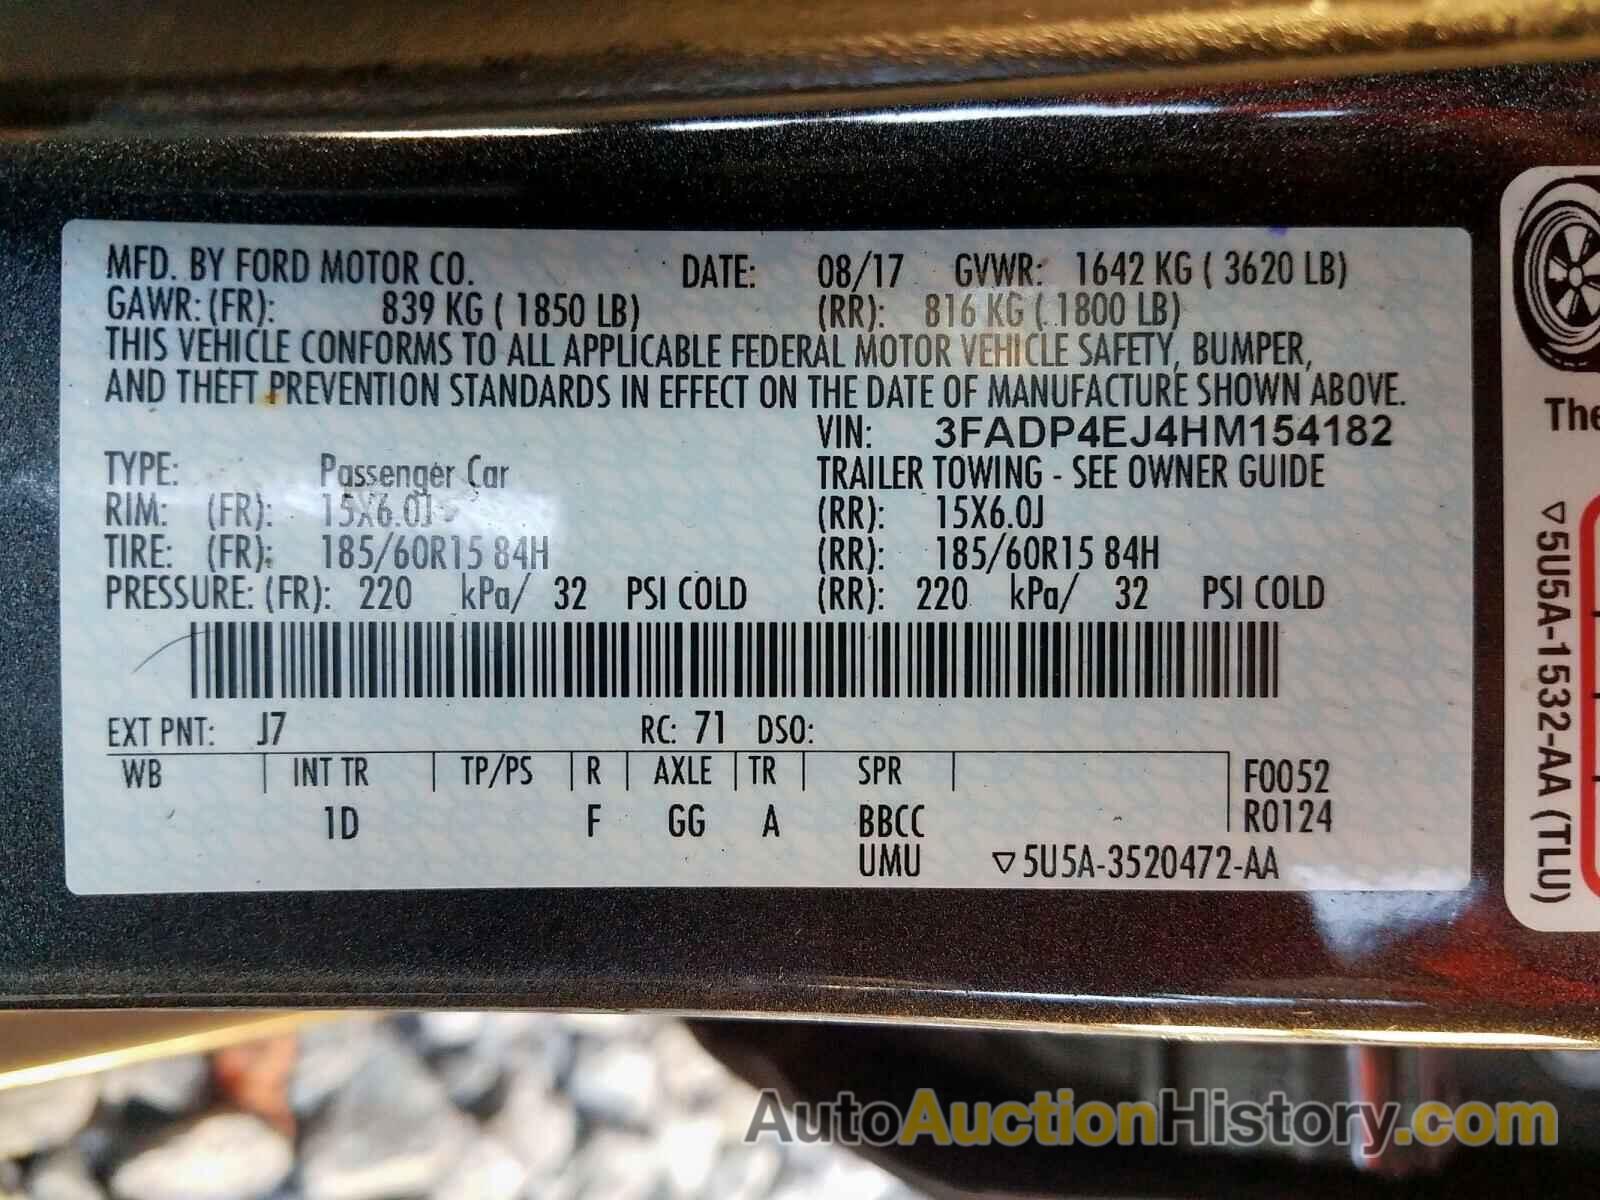 MFD. BY FORD MOTOR CO. DATE: 08/17 GVWR: 1642 KG ( 3620 LB)
GAWR: (FR): 839 KG ( 1850 LB) (RR): 816 KG ( 1800 LB)
THIS VEHICLE CONFORMS TO ALL APPLICABLE FEDERAL MOTOR VEHICLE SAFETY, BUMPER,
AND THEFT PREVENTION STANDARDS IN EFFECT ON THE DATE OF MANUFACTURE SHOWN ABOVE.
VIN: 3FADP4EJ4HM154182
TYPE: Passenger Car TRAILER TOWING - SEE OWNER GUIDE
RIM: (FR): 15X6.0J (RR): 15X6.0J
TIRE: (FR): 185/60R15 84H (RR): 185/60R15 84H
PRESSURE: (FR): 220 kPa/ 32 PSI COLD (RR): 220 kPa/ 32 PSI COLD
EXT PNT: J7 RC: 71 DSO:
WB INT TR TP/PS R AXLE TR SPR F0052
1D F GG A BBCC R0124
UMU ▽5U5A-3520472-AA
The
▽5U5A-1532-AA (TLU)
AutoAuctionHistory.com